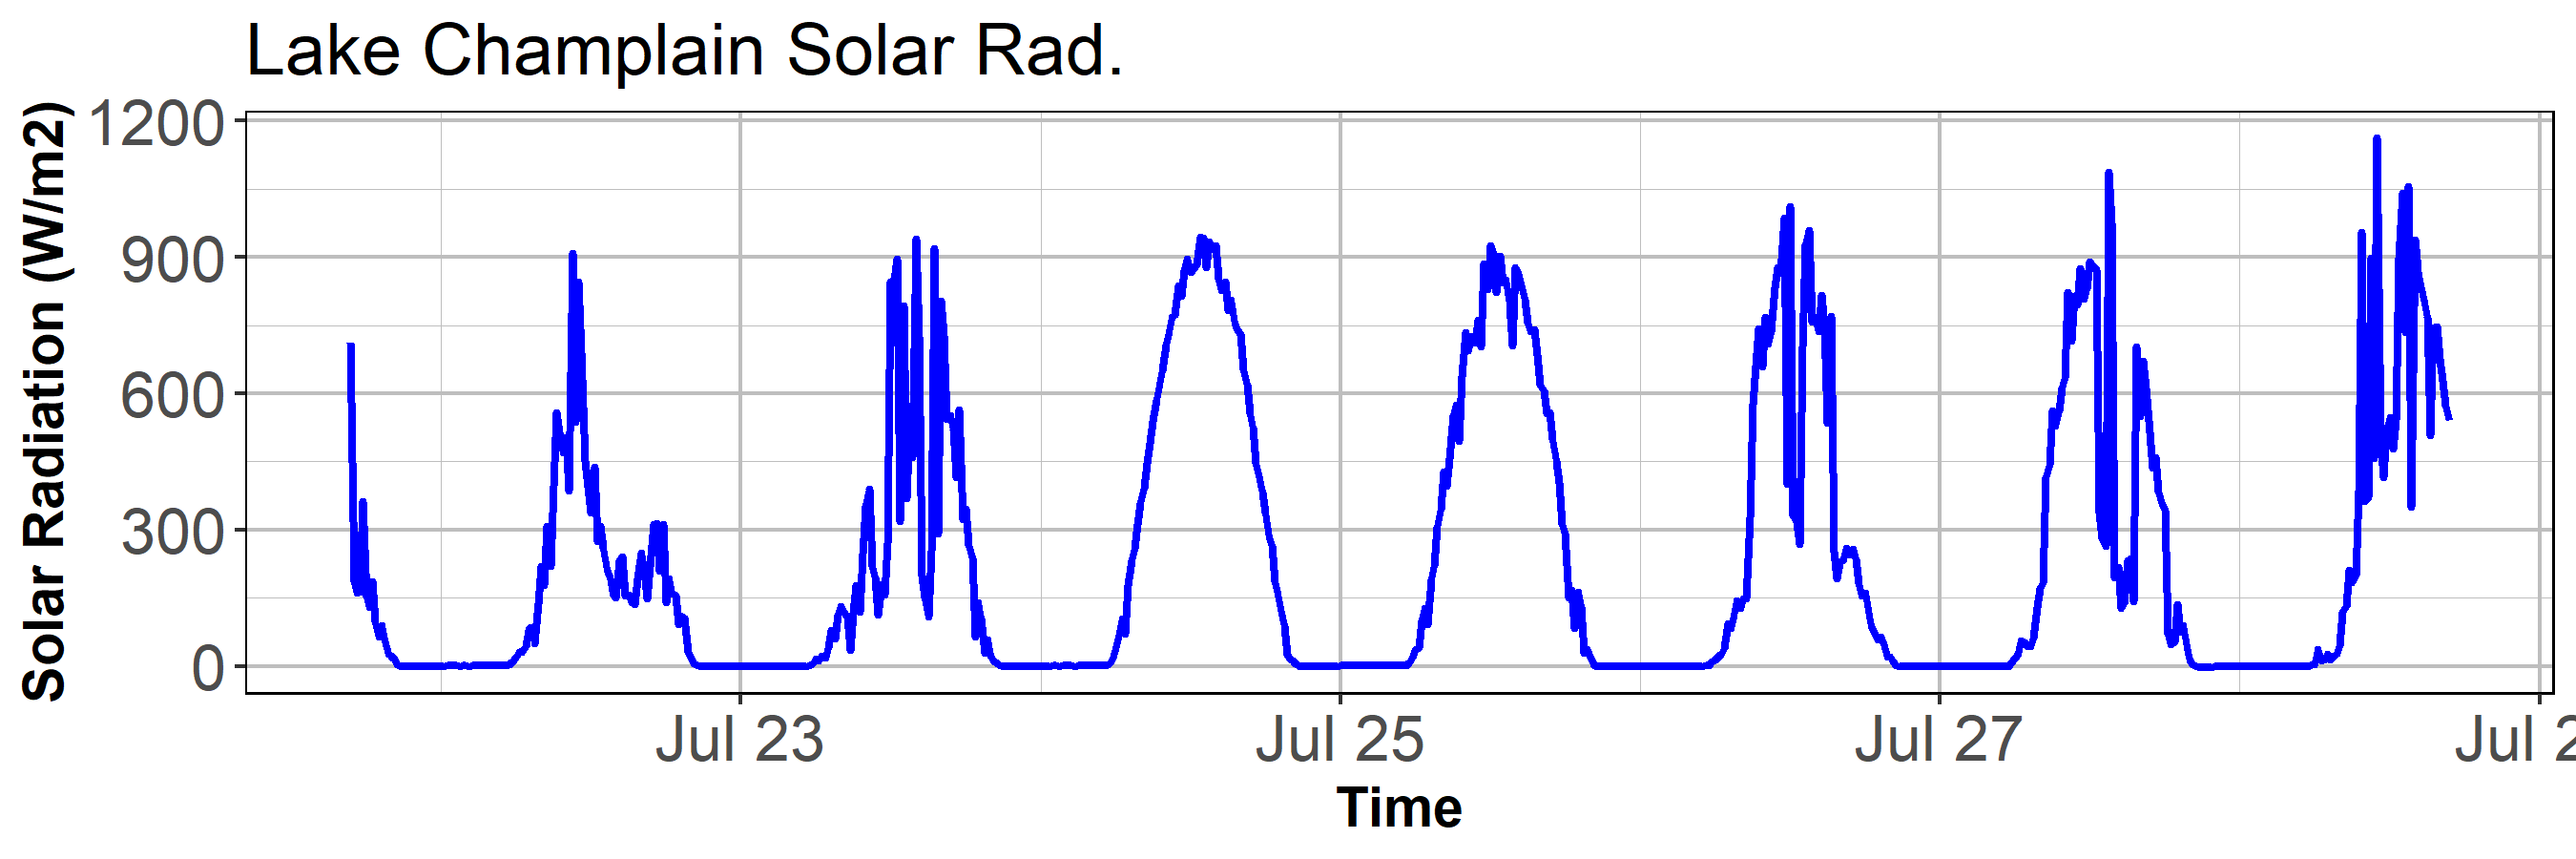 Lake Champlain Solar Rad.
Solar Radiation (W/m2)
1200
900
600
300
0
Jul 23 Jul 25 Jul 27 Jul
Time